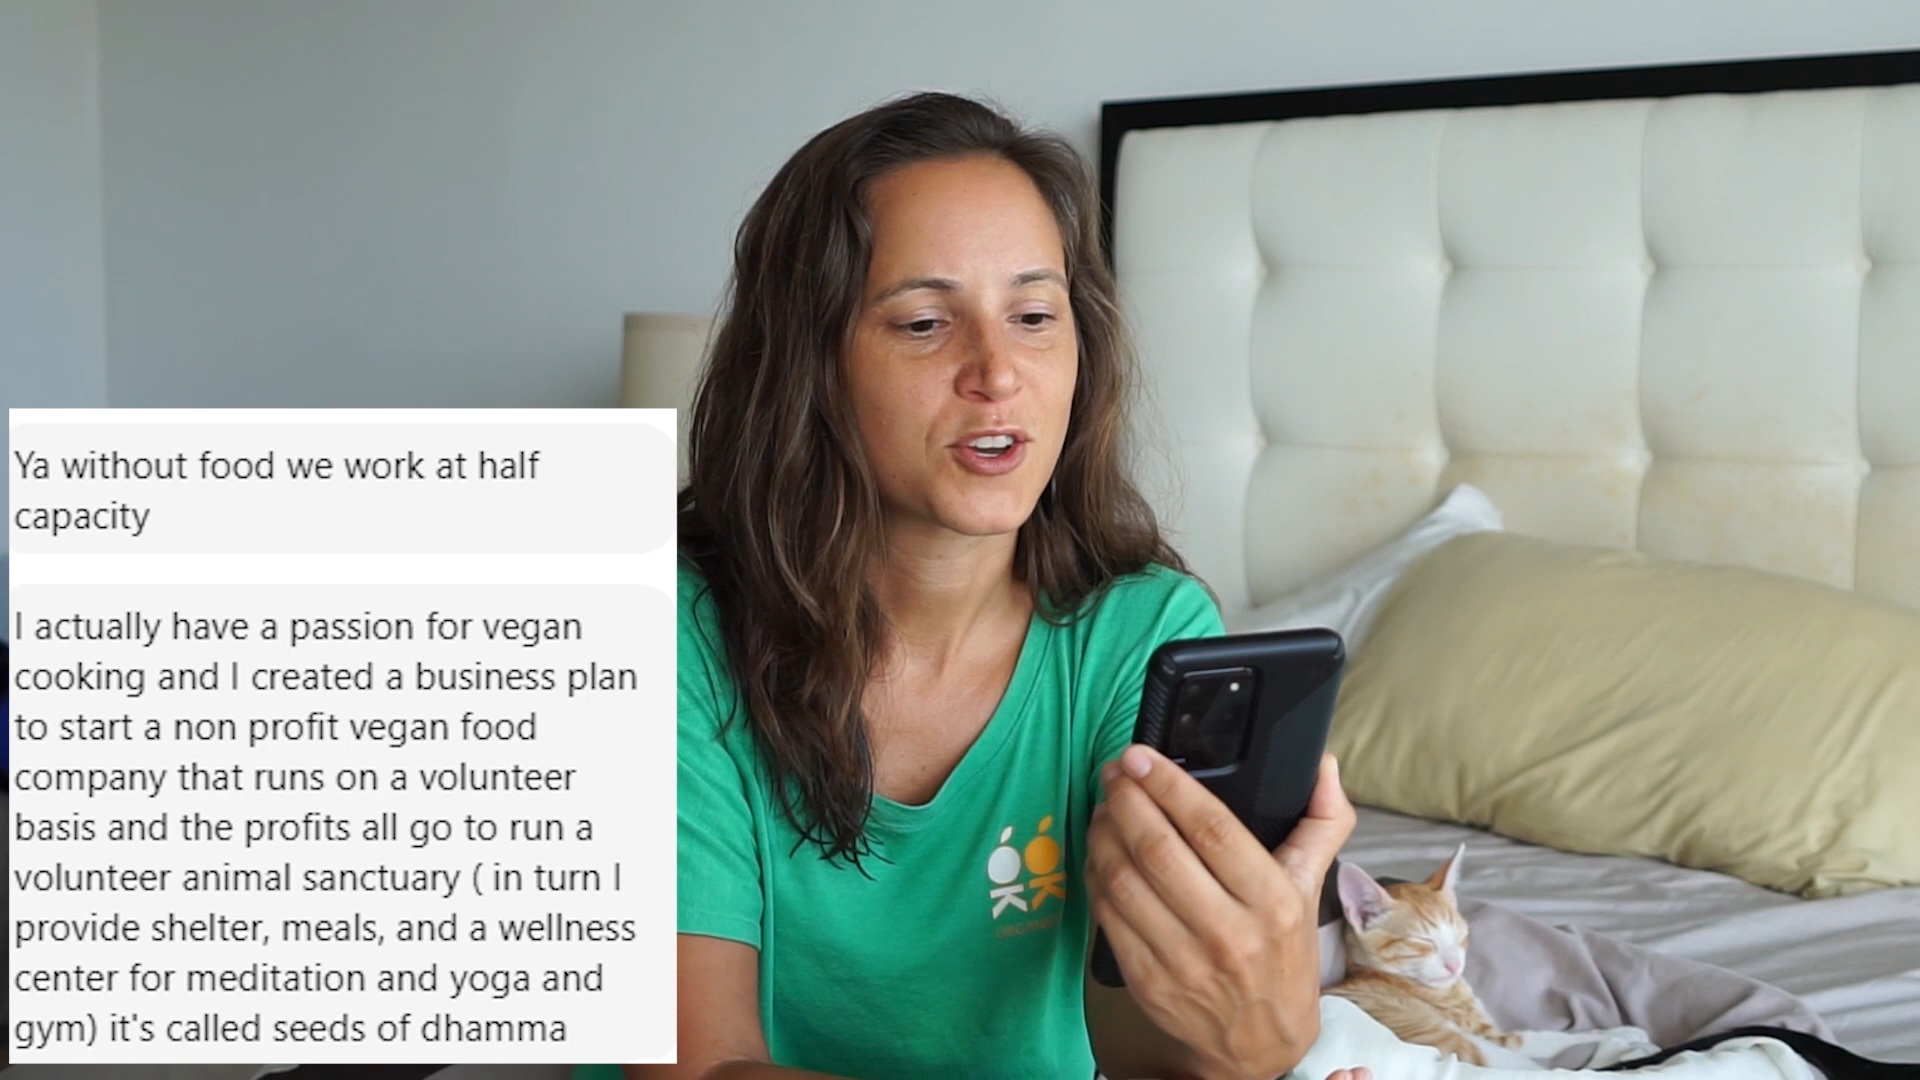 Ya without food we work at half
capacity
I actually have a passion for vegan
cooking and I created a business plan
to start a non profit vegan food
company that runs on a volunteer
basis and the profits all go to run a
volunteer animal sanctuary ( in turn I
provide shelter, meals, and a wellness
center for meditation and yoga and
gym) it's called seeds of dhamma
OK OK